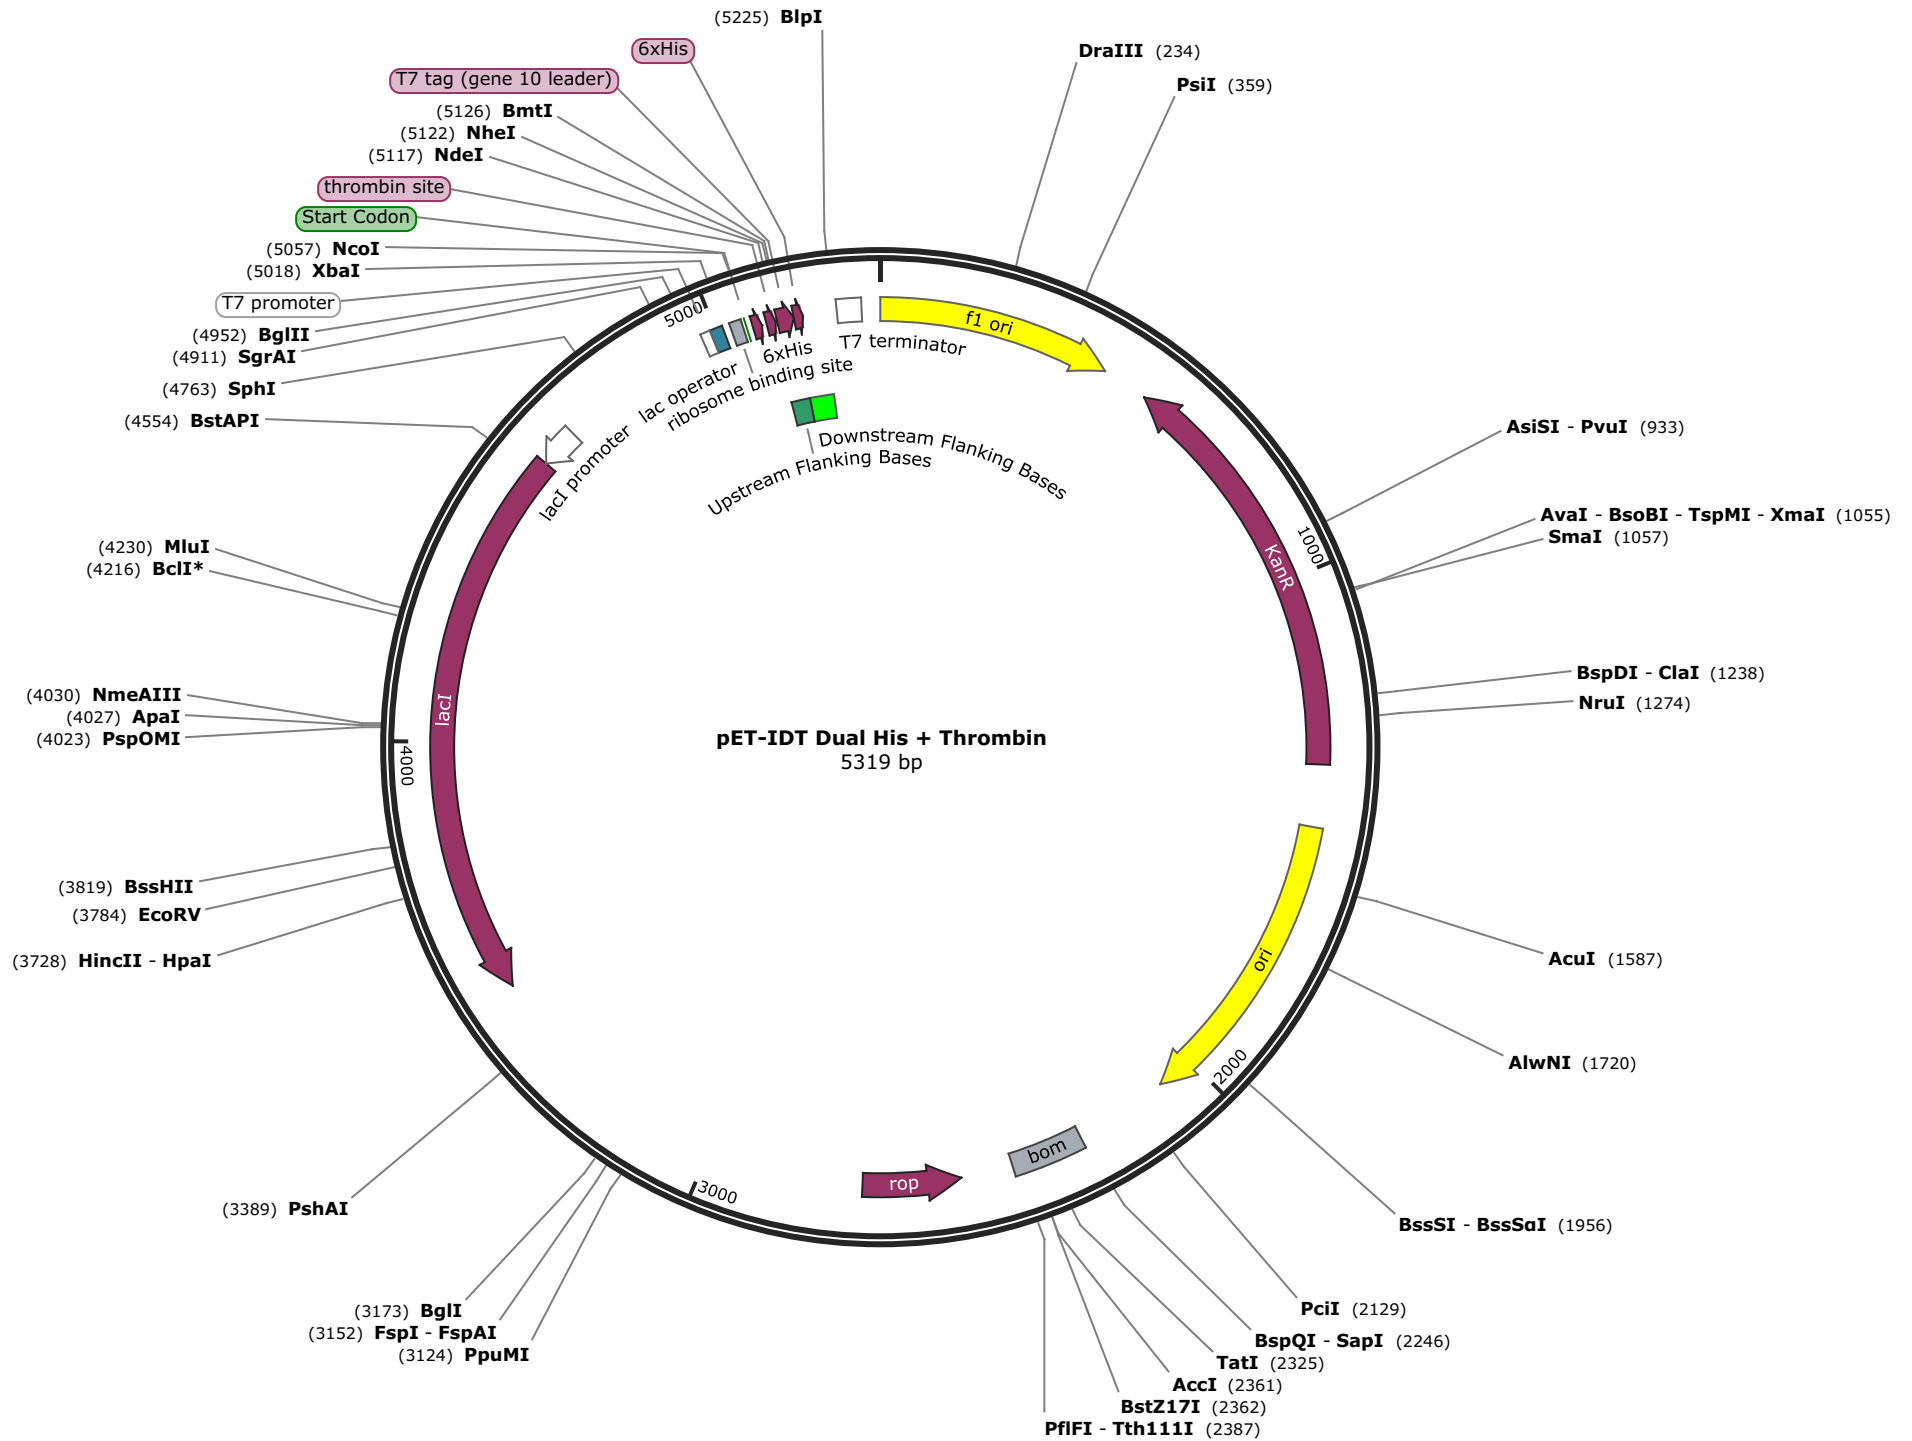 (5225) BlpI
6xHis
T7 tag (gene 10 leader)
(5126) BmtI
(5122) NheI
(5117) NdeI
thrombin site
Start Codon
(5057) NcoI
(5018) XbaI
T7 promoter
(4952) BglII
(4911) SgrAI
(4763) SphI
(4554) BstAPI
(4230) MluI
(4216) BclI*
(4030) NmeAIII
(4027) ApaI
(4023) PspOMI
(3819) BssHII
(3784) EcoRV
(3728) HincII - HpaI
(3389) PshAI
(3173) BglI
(3152) FspI - FspAI
(3124) PpuMI
DraIII (234)
PsiI (359)
AsiSI - PvuI (933)
AvaI - BsoBI - TspMI - XmaI (1055)
SmaI (1057)
BspDI - ClaI (1238)
NruI (1274)
AcuI (1587)
AlwNI (1720)
BssSI - BssSαI (1956)
PciI (2129)
BspQI - SapI (2246)
TatI (2325)
AccI (2361)
BstZ17I (2362)
PflFI - Tth111I (2387)
5000
1000
2000
3000
4000
f1 ori
KanR
ori
bom
rop
lacI
lacI promoter
lac operator
ribosome binding site
6xHis
T7 terminator
Downstream Flanking Bases
Upstream Flanking Bases
pET-IDT Dual His + Thrombin
5319 bp